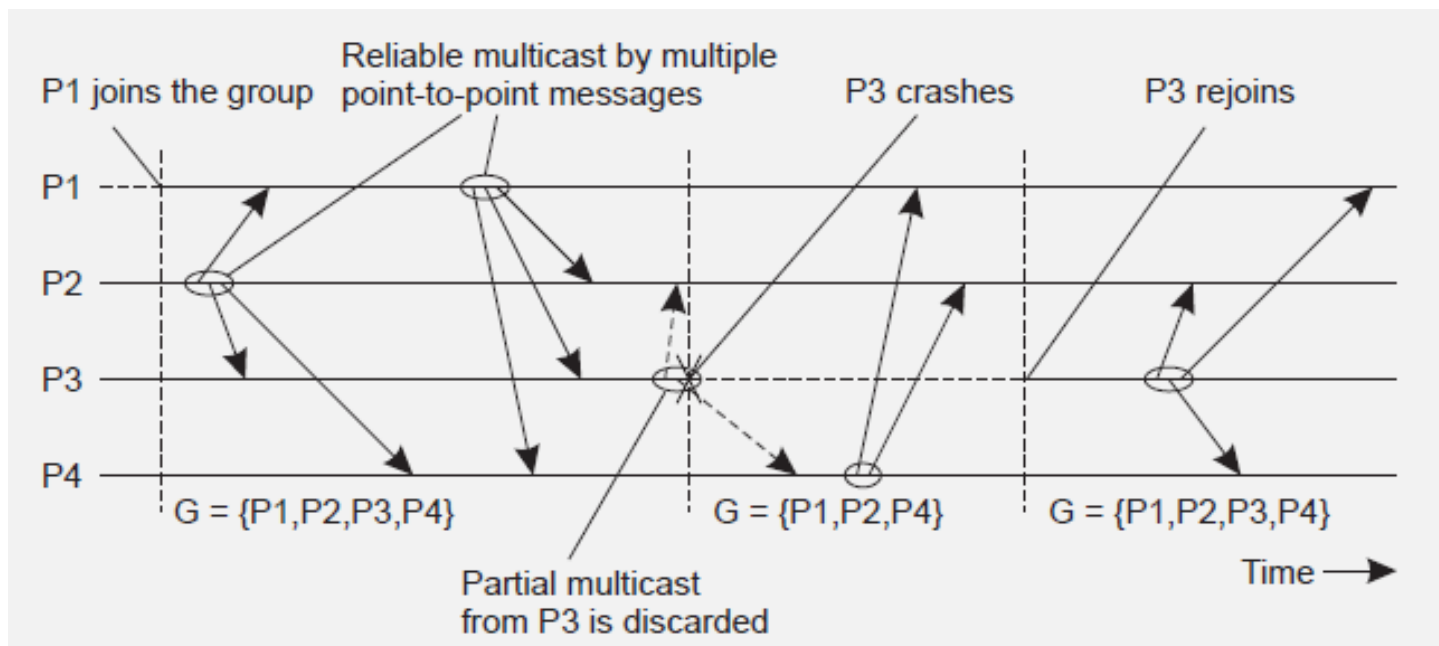 Reliable multicast by multiple
P1 joins the group
point-to-point messages
P3 crashes
P3 rejoins
P1
P2
P3
P4
G = {P1,P2,P3,P4}
G = {P1,P2,P4}
G = {P1,P2,P3,P4}
Time
Partial multicast
from P3 is discarded